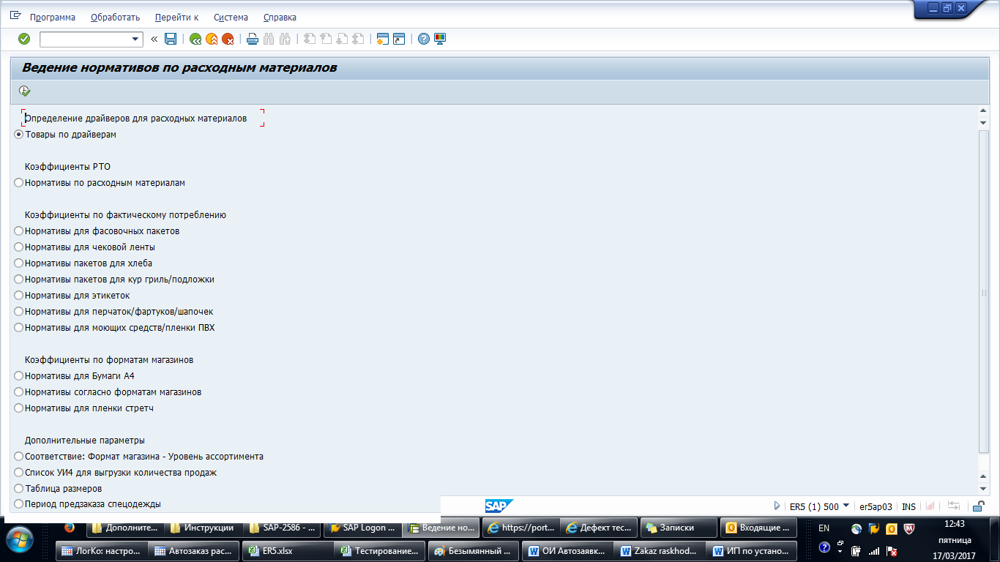 Программа Обработать Перейти к Система Справка
Ведение нормативов по расходным материалов
Определение драйверов для расходных материалов
Товары по драйверам
Коэффициенты РТО
Нормативы по расходным материалам
Коэффициенты по фактическому потреблению
Нормативы для фасовочных пакетов
Нормативы для чековой ленты
Нормативы пакетов для хлеба
Нормативы пакетов для кур гриль/подложки
Нормативы для этикеток
Нормативы для перчаток/фартуков/шапочек
Нормативы для моющих средств/пленки ПВХ
Коэффициенты по форматам магазинов
Нормативы для Бумаги А4
Нормативы согласно форматам магазинов
Нормативы для пленки стретч
Дополнительные параметры
Соответствие: Формат магазина - Уровень ассортимента
Список УИ4 для выгрузки количества продаж
Таблица размеров
Период предзаказа спецодежды
SAP ER5 (1) 500 er5ap03 INS
Дополните... Инструкции SAP-2586 - ... SAP Logon ... Ведение но... https://port... Дефект тес... Записки Входящие ... EN 12:43
пятница
ЛогКо: настро... Автозаказ рас... ER5.xlsx Тестирование... Безымянный ... ОИ Автозаявк... Zakaz raskhod... ИП по устано... 17/03/2017